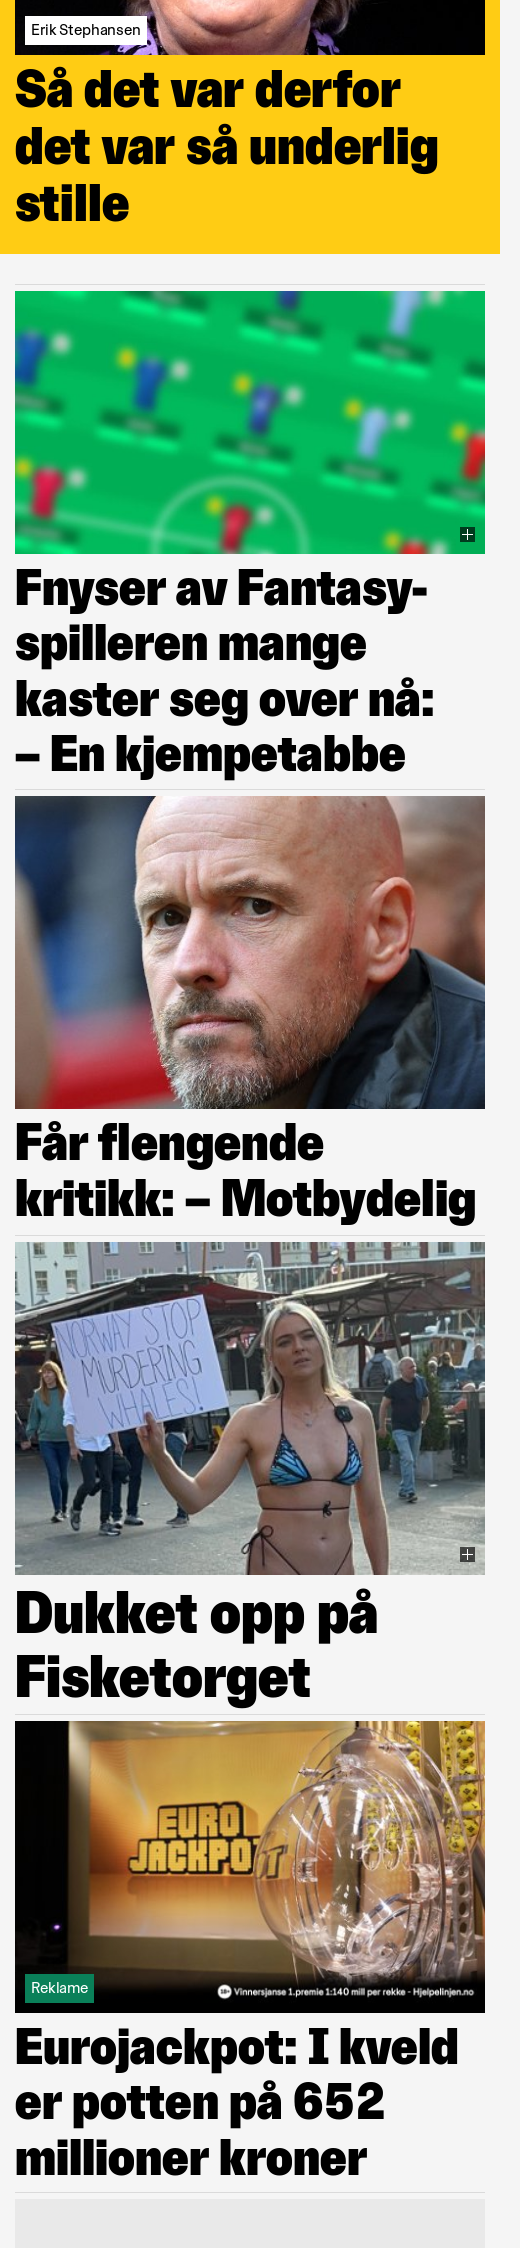 Erik Stephansen
Så det var derfor
det var så underlig
stille
Fnyser av Fantasy-
spilleren mange
kaster seg over nå:
– En kjempetabbe
Får flengende
kritikk: – Motbydelig
NORWAY STOP
MURDERING
WHALES!
Dukket opp på
Fisketorget
EURO
JACKPOT
Reklame
18+ Vinnersjanse 1.premie 1:140 mill per rekke - Hjelpelinjen.no
Eurojackpot: I kveld
er potten på 652
millioner kroner